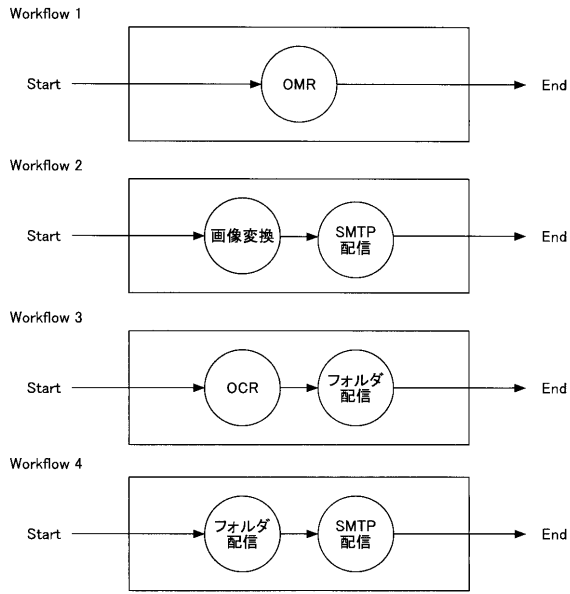 Workflow 1
Start
OMR
End
Workflow 2
Start
画像変換
SMTP
配信
End
Workflow 3
Start
OCR
フォルダ
配信
End
Workflow 4
Start
フォルダ
配信
SMTP
配信
End